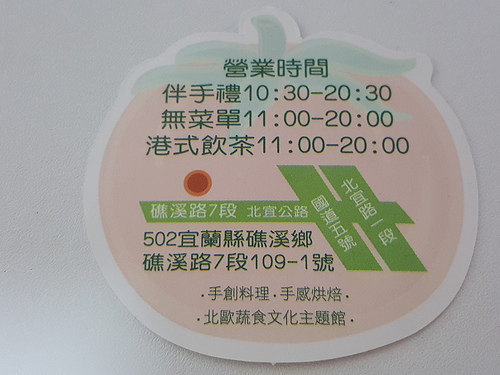 營業時間
伴手禮10:30-20:30
無菜單11:00-20:00
港式飲茶11:00-20:00
礁溪路7段 北宜公路
國道五號
北宜路一段
502宜蘭縣礁溪鄉
礁溪路7段109-1號
·手創料理·手感烘焙·
·北歐蔬食文化主題館·